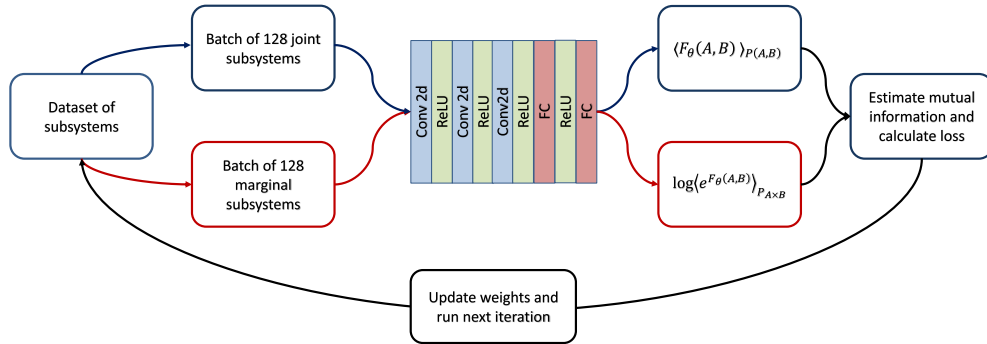 Dataset of
subsystems
Batch of 128 joint
subsystems
Batch of 128
marginal
subsystems
Conv 2d
ReLU
Conv 2d
ReLU
Conv2d
ReLU
FC
ReLU
FC
⟨F_θ(A, B)⟩_{P(A,B)}
log⟨e^{F_θ(A,B)}⟩_{P_{A×B}}
Estimate mutual
information and
calculate loss
Update weights and
run next iteration